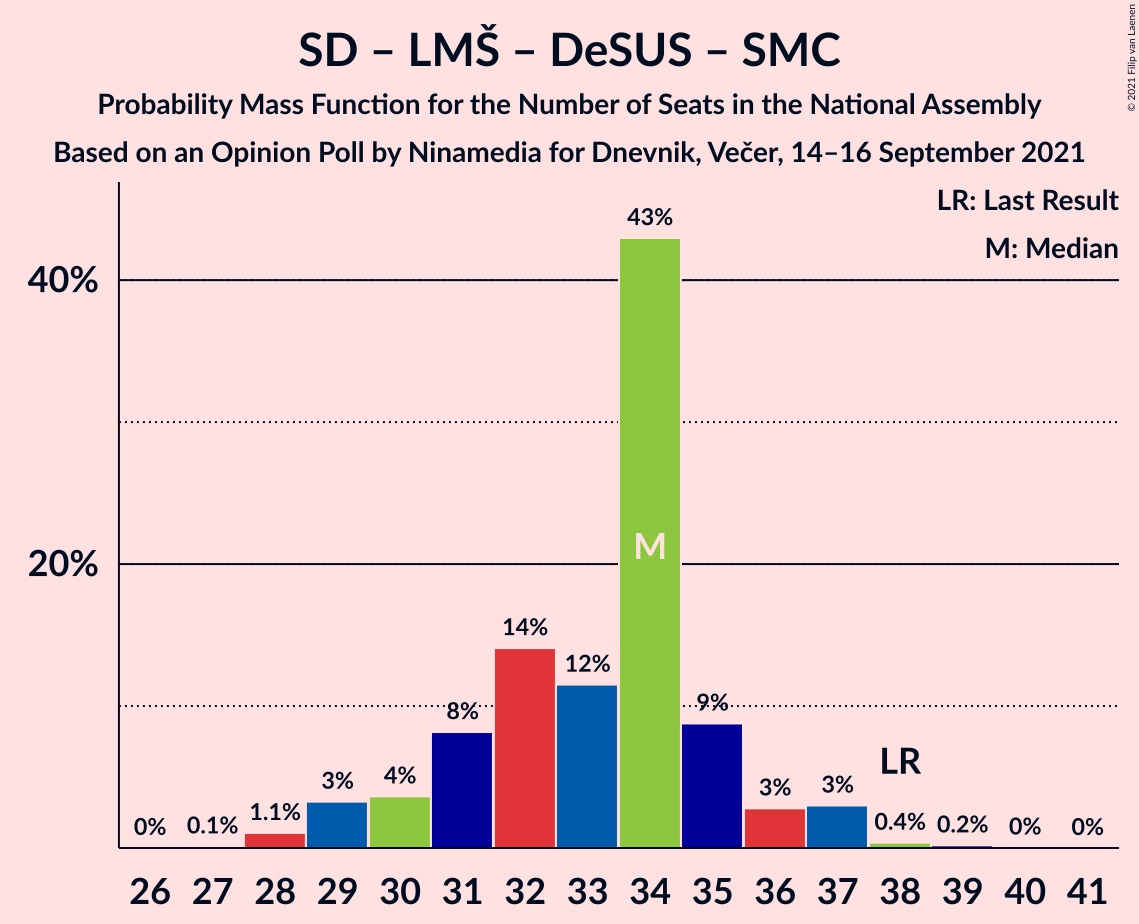 SD – LMŠ – DeSUS – SMC
Probability Mass Function for the Number of Seats in the National Assembly
Based on an Opinion Poll by Ninamedia for Dnevnik, Večer, 14–16 September 2021
© 2021 Filip van Laenen
LR: Last Result
M: Median
40%
20%
0% 0.1% 1.1% 3% 4% 8% 14% 12% 43% 9% 3% 3% 0.4% 0.2% 0% 0%
M
LR
26 27 28 29 30 31 32 33 34 35 36 37 38 39 40 41